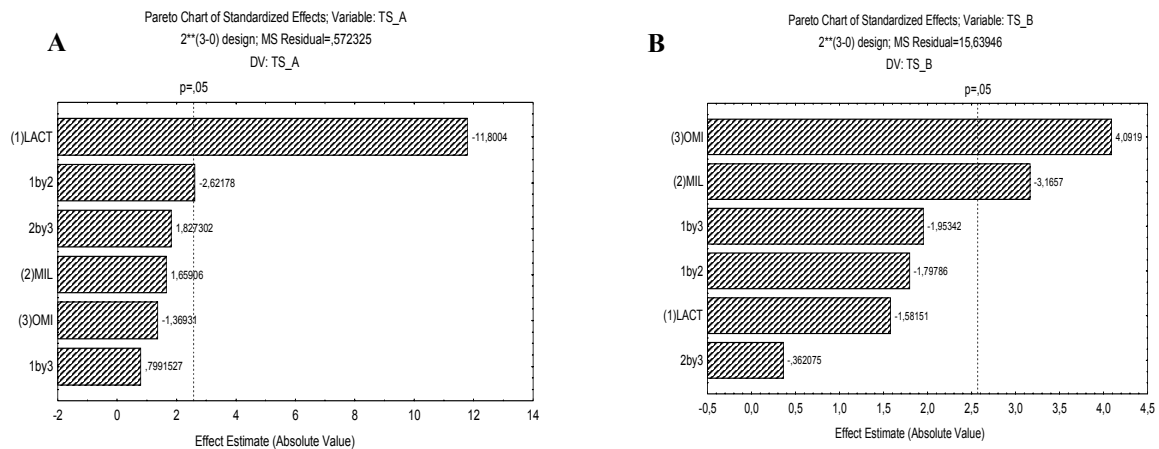 A
Pareto Chart of Standardized Effects; Variable: TS_A
2**(3-0) design; MS Residual=,572325
DV: TS_A
p=,05
(1)LACT
-11,8004
1by2
-2,62178
2by3
1,827302
(2)MIL
1,65906
(3)OMI
-1,36931
1by3
,7991527
-2 0 2 4 6 8 10 12 14
Effect Estimate (Absolute Value)
B
Pareto Chart of Standardized Effects; Variable: TS_B
2**(3-0) design; MS Residual=15,63946
DV: TS_B
p=,05
(3)OMI
4,0919
(2)MIL
-3,1657
1by3
-1,95342
1by2
-1,79786
(1)LACT
-1,58151
2by3
-,362075
-0,5 0,0 0,5 1,0 1,5 2,0 2,5 3,0 3,5 4,0 4,5
Effect Estimate (Absolute Value)